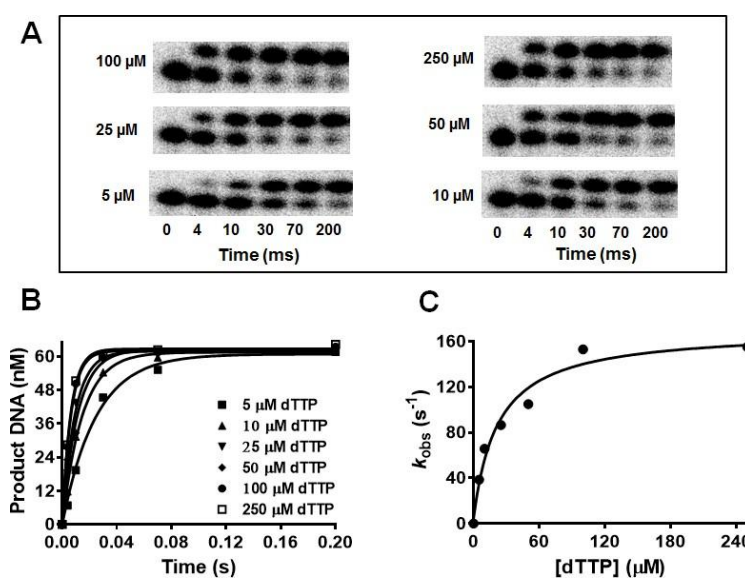 A
100 µM
250 µM
25 µM
50 µM
5 µM
10 µM
0 4 10 30 70 200
Time (ms)
0 4 10 30 70 200
Time (ms)
B
Product DNA (nM)
60
48
36
24
12
0
0.00 0.04 0.08 0.12 0.16 0.20
Time (s)
5 µM dTTP
10 µM dTTP
25 µM dTTP
50 µM dTTP
100 µM dTTP
250 µM dTTP
C
kobs (s-1)
160
120
80
40
0
0 60 120 180 240
[dTTP] (µM)